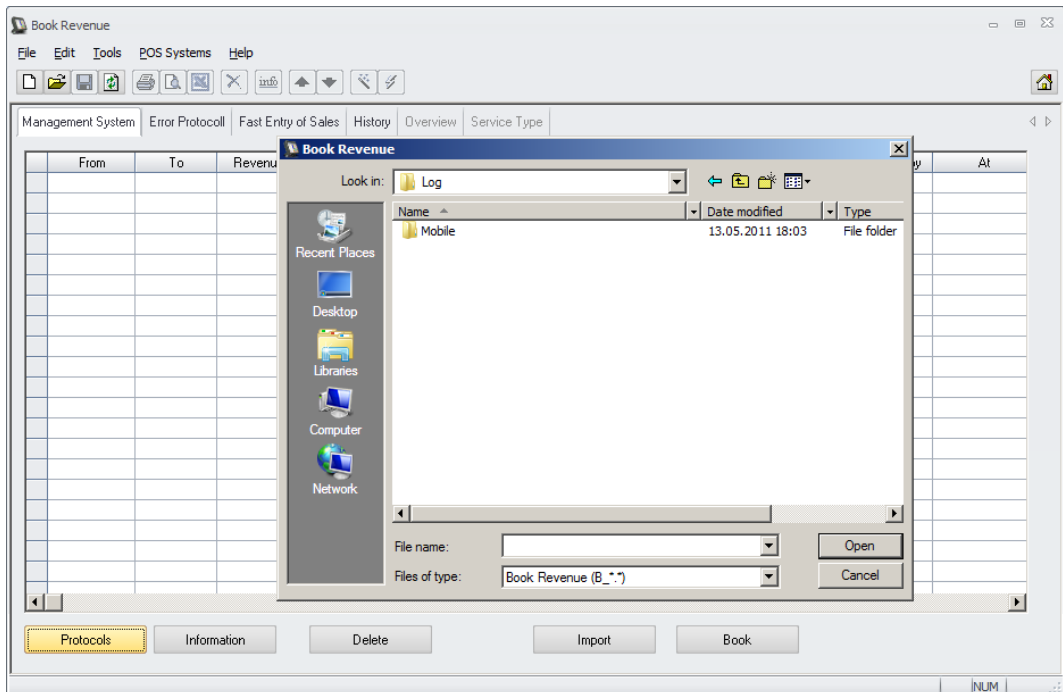 Book Revenue
File Edit Tools POS Systems Help
info
Management System Error Protocoll Fast Entry of Sales History Overview Service Type
Book Revenue
From To Revenu y At
Look in: Log
Name Date modified Type
Mobile 13.05.2011 18:03 File folder
Recent Places
Desktop
Libraries
Computer
Network
File name: Open
Files of type: Book Revenue (B_*.*) Cancel
Protocols Information Delete Import Book
NUM